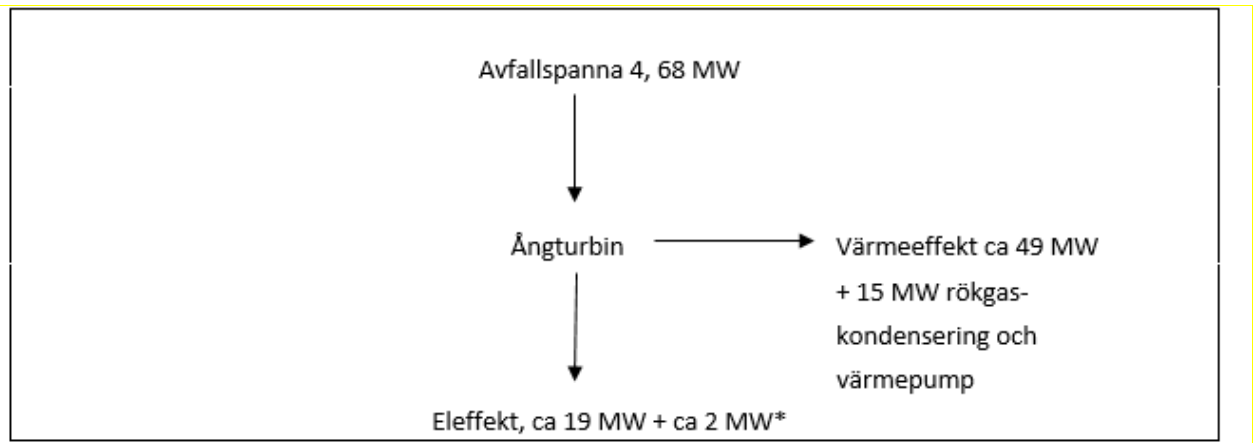 Avfallspanna 4, 68 MW
Ångturbin
Värmeeffekt ca 49 MW
+ 15 MW rökgas-
kondensering och
värmepump
Eleffekt, ca 19 MW + ca 2 MW*